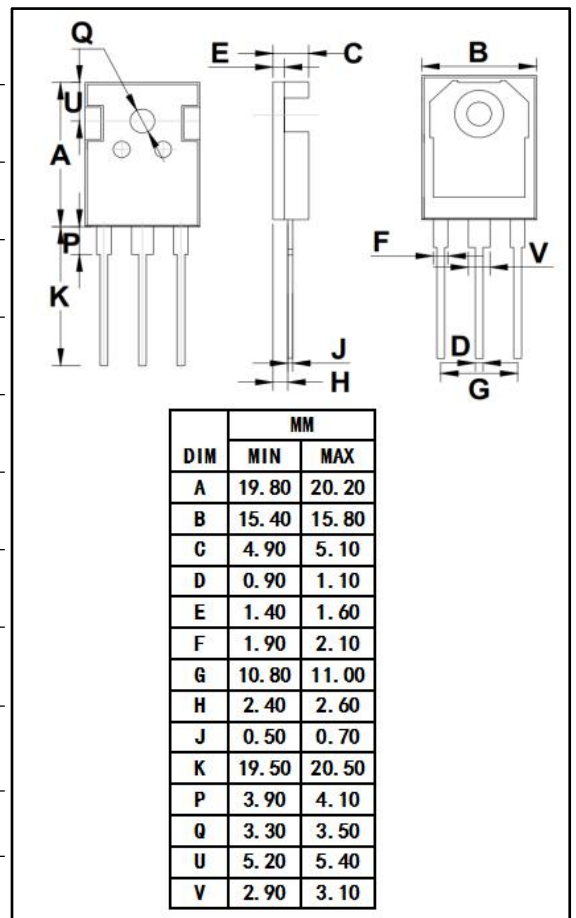 Q
E
C
B
U
A
P
K
F
V
D
J
G
H
MM
DIM MIN MAX
A 19.80 20.20
B 15.40 15.80
C 4.90 5.10
D 0.90 1.10
E 1.40 1.60
F 1.90 2.10
G 10.80 11.00
H 2.40 2.60
J 0.50 0.70
K 19.50 20.50
P 3.90 4.10
Q 3.30 3.50
U 5.20 5.40
V 2.90 3.10